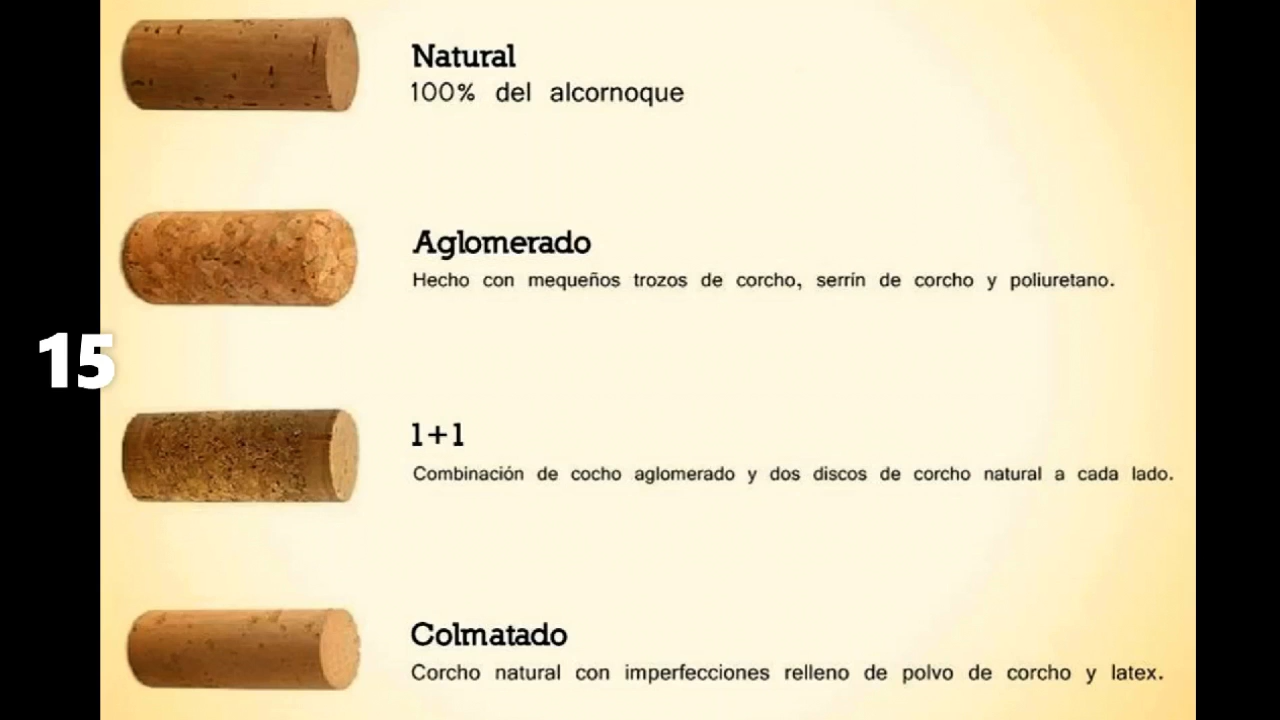 Natural
100% del alcornoque
Aglomerado
Hecho con mequeños trozos de corcho, serrín de corcho y poliuretano.
15
1+1
Combinación de cocho aglomerado y dos discos de corcho natural a cada lado.
Colmatado
Corcho natural con imperfecciones relleno de polvo de corcho y latex.